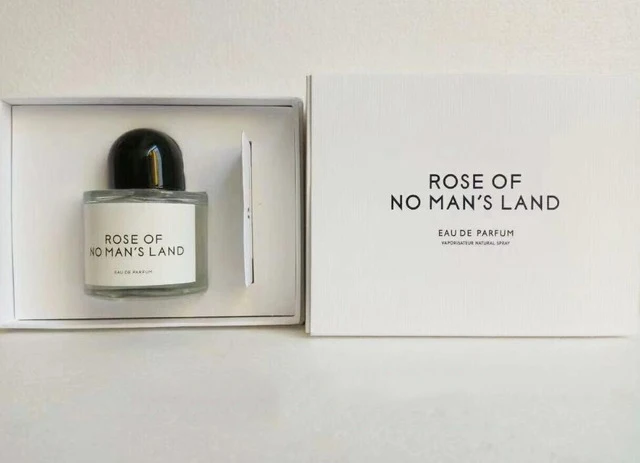 ROSE OF
NO MAN'S LAND
EAU DE PARFUM
ROSE OF
NO MAN'S LAND
EAU DE PARFUM
VAPORISATEUR NATURAL SPRAY